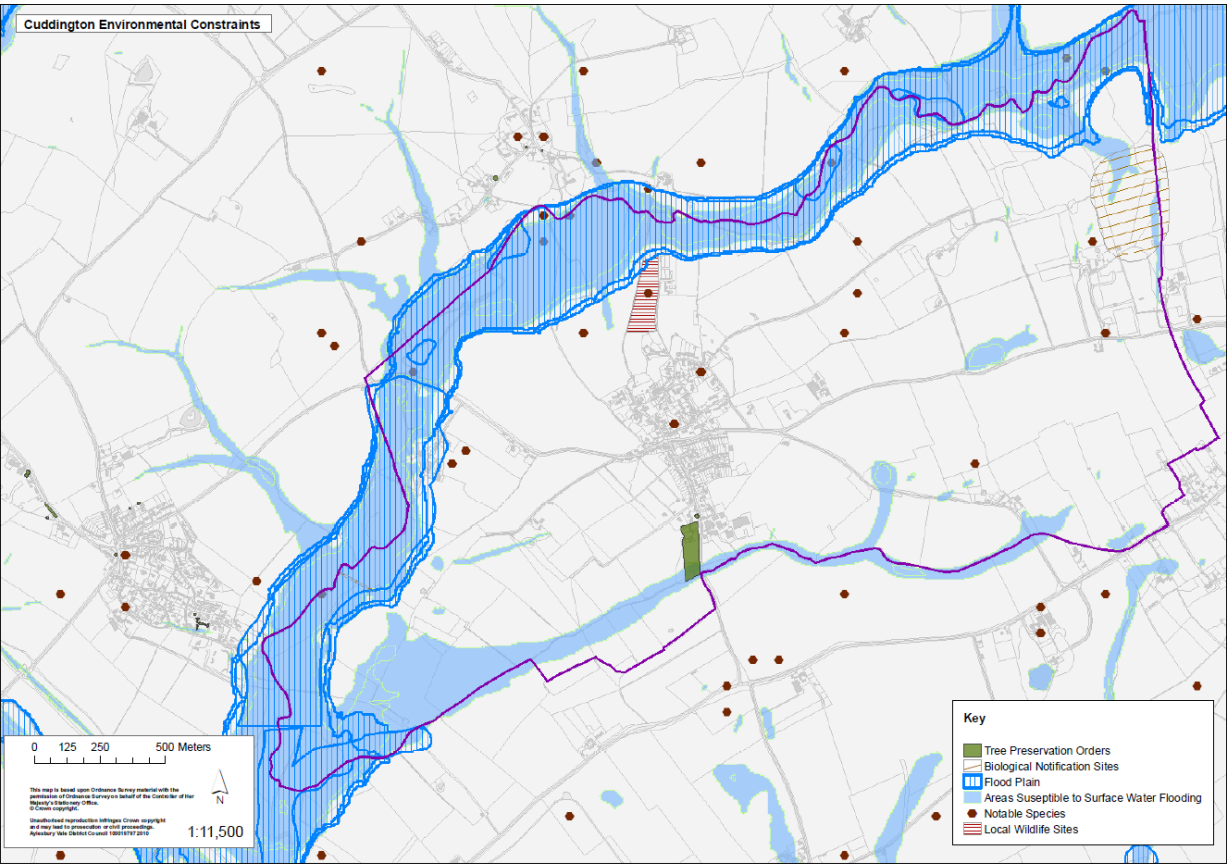 Cuddington Environmental Constraints
Key
Tree Preservation Orders
Biological Notification Sites
Flood Plain
Areas Suseptible to Surface Water Flooding
Notable Species
Local Wildlife Sites
0 125 250 500 Meters
This map is based upon Ordnance Survey material with the
permission of Ordnance Survey on behalf of the Controller of Her
Majesty's Stationery Office.
© Crown copyright.
Unauthorised reproduction infringes Crown copyright
and may lead to prosecution or civil proceedings.
Aylesbury Vale District Council
N
1:11,500